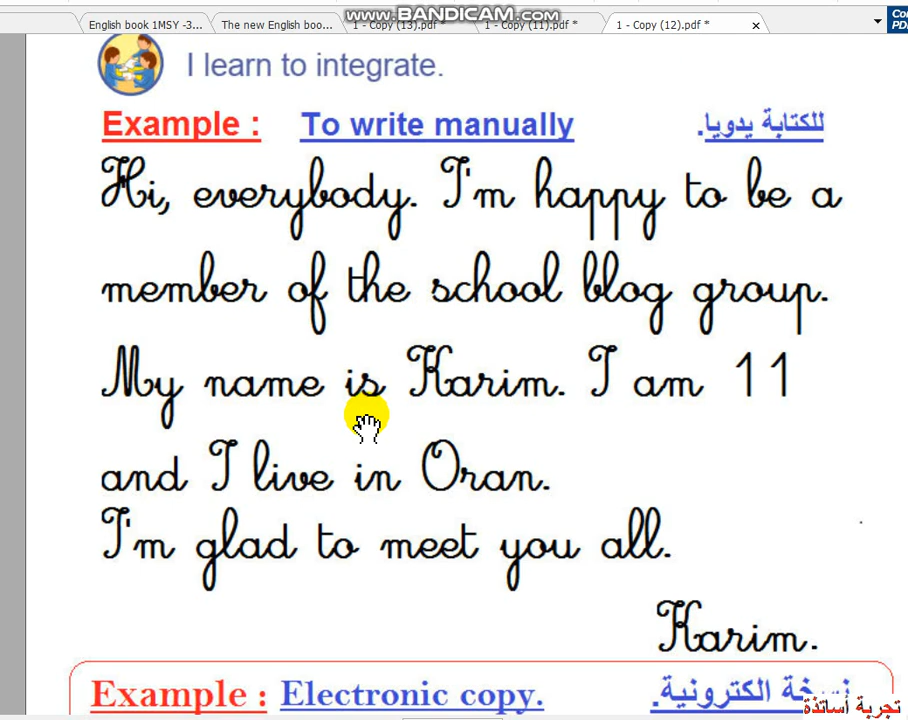 www.BANDICAM.com
English book 1MSY -3... The new English boo... 1 - Copy (13).pdf * 1 - Copy (11).pdf * 1 - Copy (12).pdf *
I learn to integrate.
Example : To write manually للكتابة يدويا.
Hi, everybody. I'm happy to be a
member of the school blog group.
My name is Karim. I am 11
and I live in Oran.
I'm glad to meet you all.
Karim.
Example : Electronic copy. نسخة الكترونية.
تجربة أساتذة